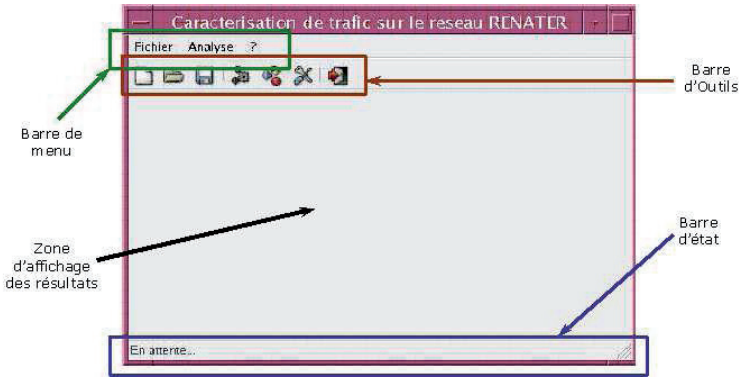 Caracterisation de trafic sur le reseau RENATER
Fichier Analyse ?
Barre
d'Outils
Barre de
menu
Zone
d'affichage
des résultats
Barre
d'état
En attente...